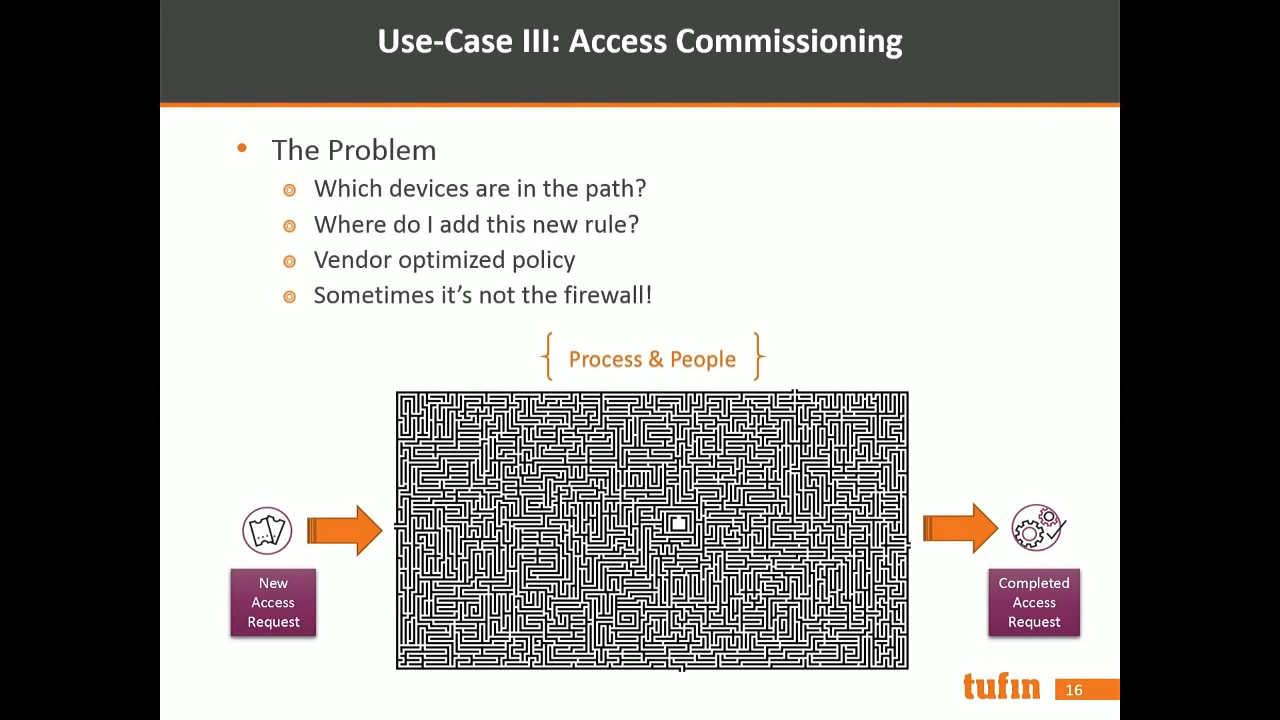 Use-Case III: Access Commissioning
The Problem
Which devices are in the path?
Where do I add this new rule?
Vendor optimized policy
Sometimes it’s not the firewall!
Process & People
New
Access
Request
Completed
Access
Request
tufin
16